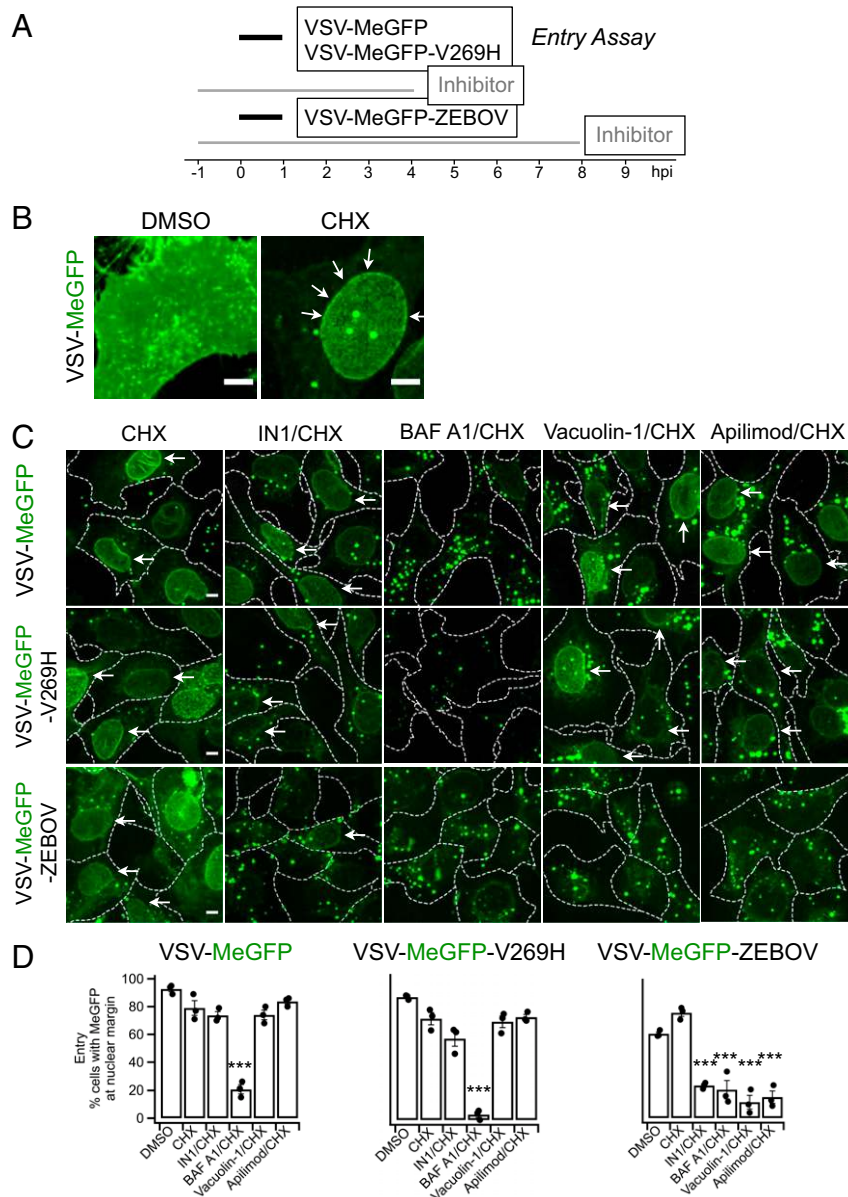 A
VSV-MeGFP
VSV-MeGFP-V269H
Entry Assay
Inhibitor
VSV-MeGFP-ZEBOV
Inhibitor
-1 0 1 2 3 4 5 6 7 8 9 hpi
B
DMSO CHX
VSV-MeGFP
C
CHX IN1/CHX BAF A1/CHX Vacuolin-1/CHX Apilimod/CHX
VSV-MeGFP
VSV-MeGFP
-V269H
VSV-MeGFP
-ZEBOV
D
VSV-MeGFP VSV-MeGFP-V269H VSV-MeGFP-ZEBOV
Entry
% cells with MeGFP
at nuclear margin
100
80
60
40
20
0
***
***
*** *** *** ***
DMSO CHX IN1/CHX BAF A1/CHX Vacuolin-1/CHX Apilimod/CHX
DMSO CHX IN1/CHX BAF A1/CHX Vacuolin-1/CHX Apilimod/CHX
DMSO CHX IN1/CHX BAF A1/CHX Vacuolin-1/CHX Apilimod/CHX